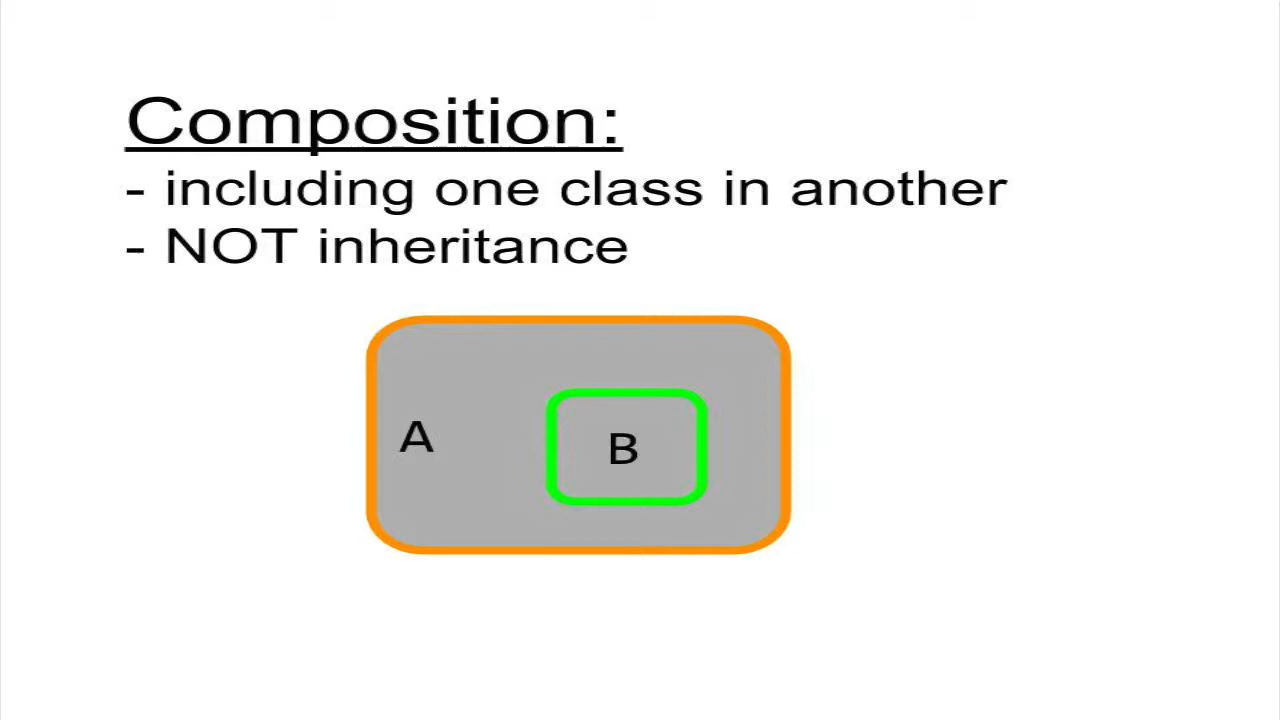 Composition:
- including one class in another
- NOT inheritance
A
B